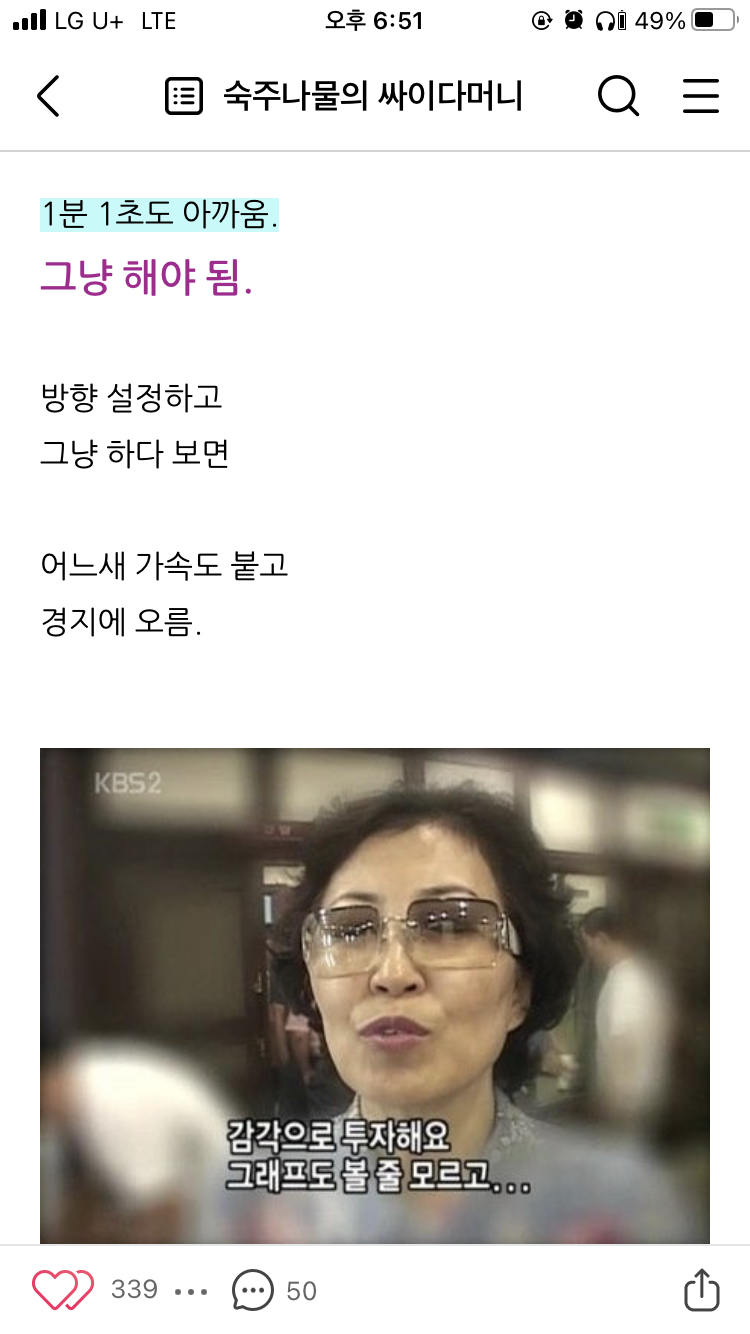 LG U+ LTE 오후 6:51 49%
숙주나물의 싸이다머니
1분 1초도 아까움.
그냥 해야 됨.
방향 설정하고
그냥 하다 보면
어느새 가속도 붙고
경지에 오름.
KBS2
감각으로 투자해요
그래프도 볼 줄 모르고...
339 50